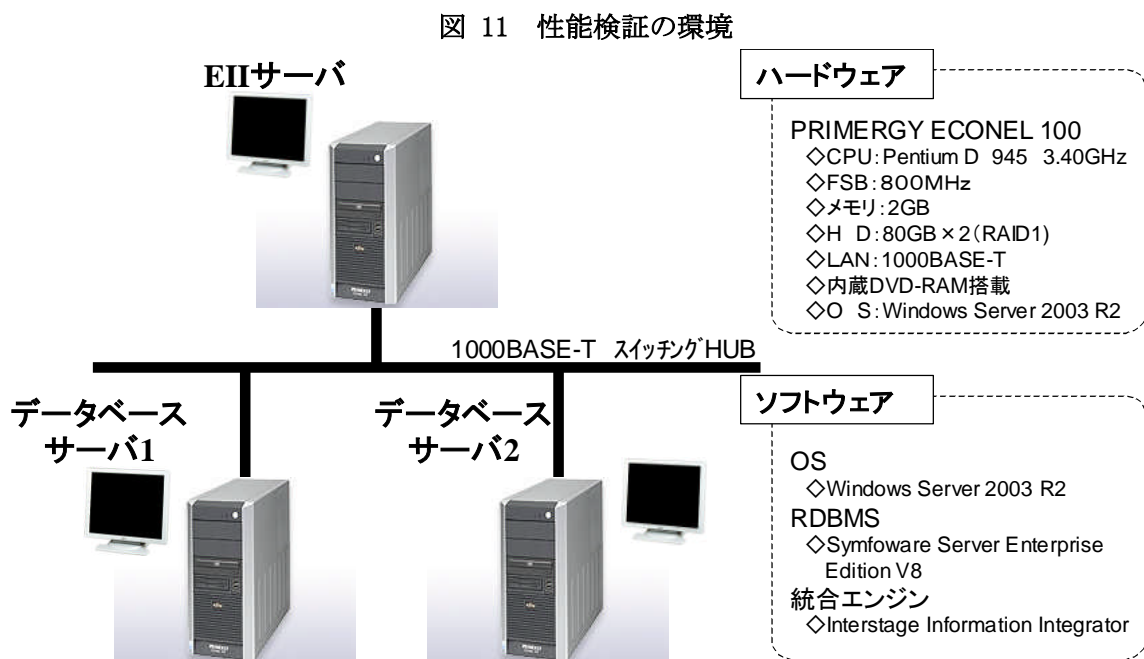 図 11 性能検証の環境
EIIサーバ
1000BASE-T スイッチングHUB
データベース
サーバ1
データベース
サーバ2
ハードウェア
PRIMERGY ECONEL 100
◇CPU:Pentium D 945 3.40GHz
◇FSB:800MHz
◇メモリ:2GB
◇H D:80GB×2(RAID1)
◇LAN:1000BASE-T
◇内蔵DVD-RAM搭載
◇O S:Windows Server 2003 R2
ソフトウェア
OS
◇Windows Server 2003 R2
RDBMS
◇Symfoware Server Enterprise
Edition V8
統合エンジン
◇Interstage Information Integrator